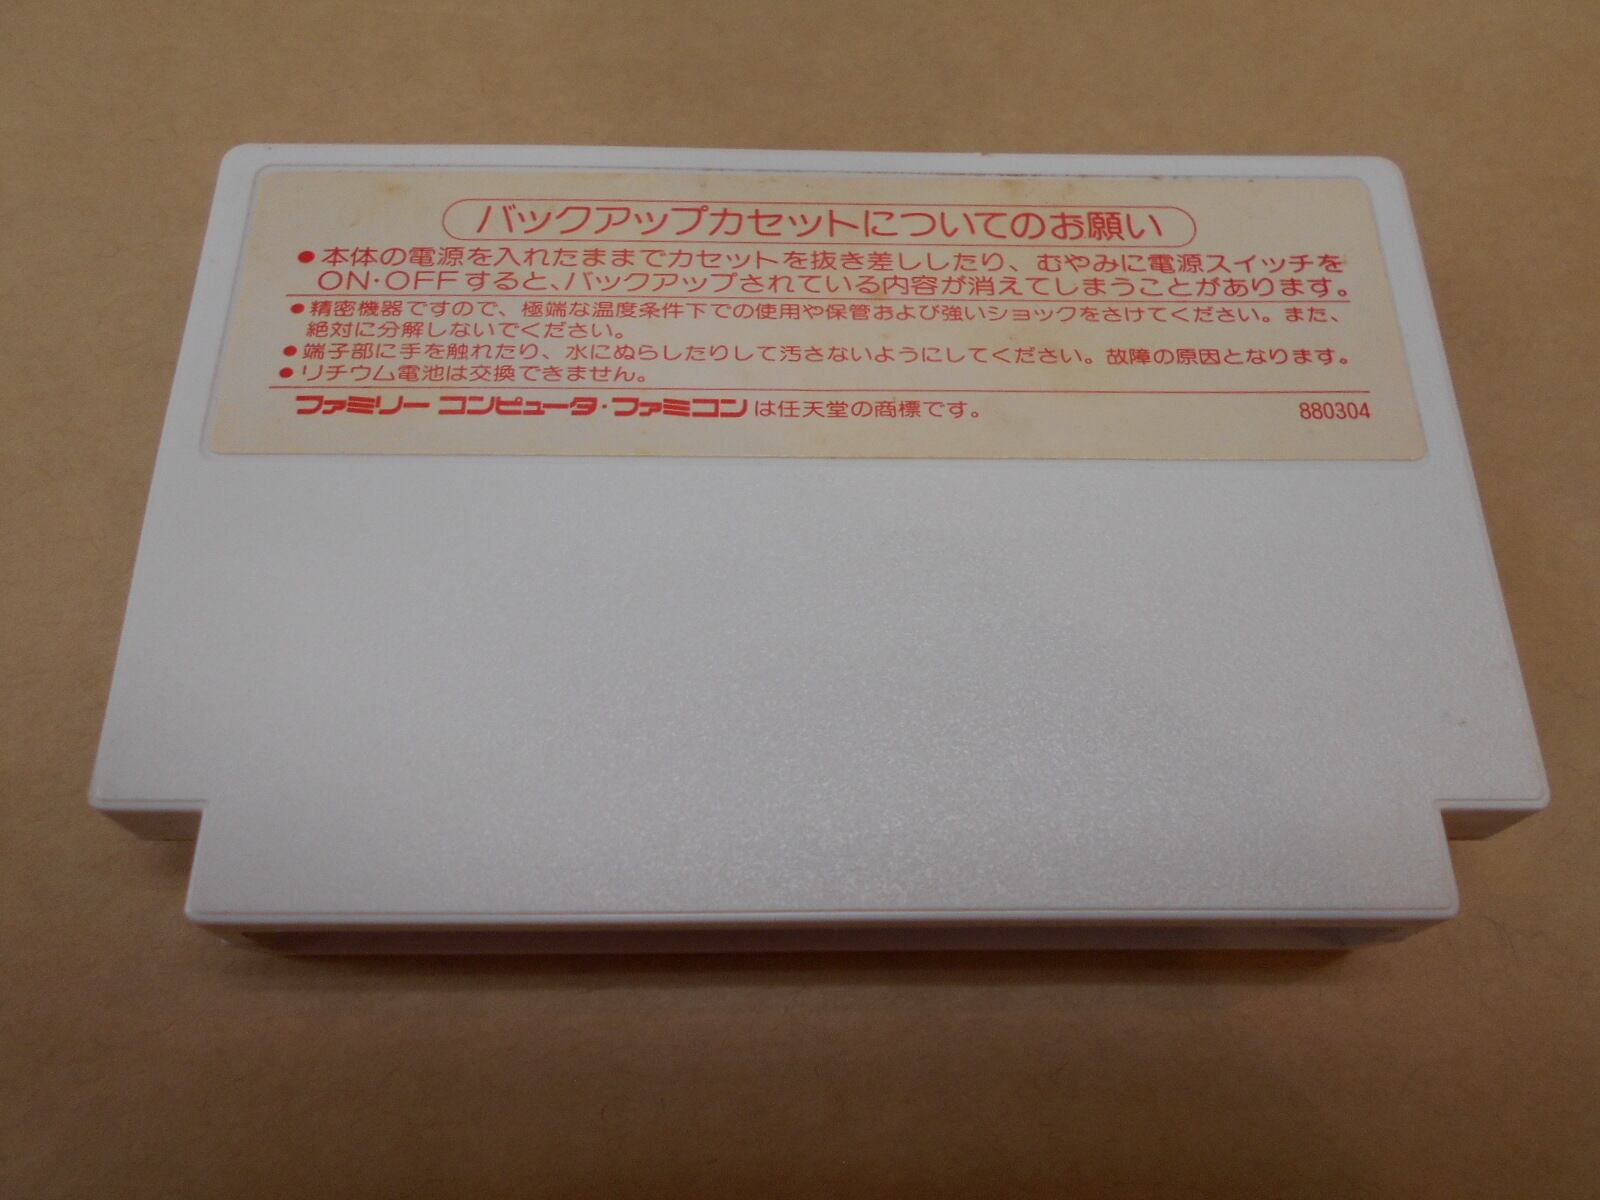 バックアップカセットについてのお願い
●本体の電源を入れたままでカセットを抜き差ししたり、むやみに電源スイッチを
ON・OFFすると、バックアップされている内容が消えてしまうことがあります。
●精密機器ですので、極端な温度条件下での使用や保管および強いショックをさけてください。また、
絶対に分解しないでください。
●端子部に手を触れたり、水にぬらしたりして汚さないようにしてください。故障の原因となります。
●リチウム電池は交換できません。
ファミリー コンピュータ・ファミコンは任天堂の商標です。 880304